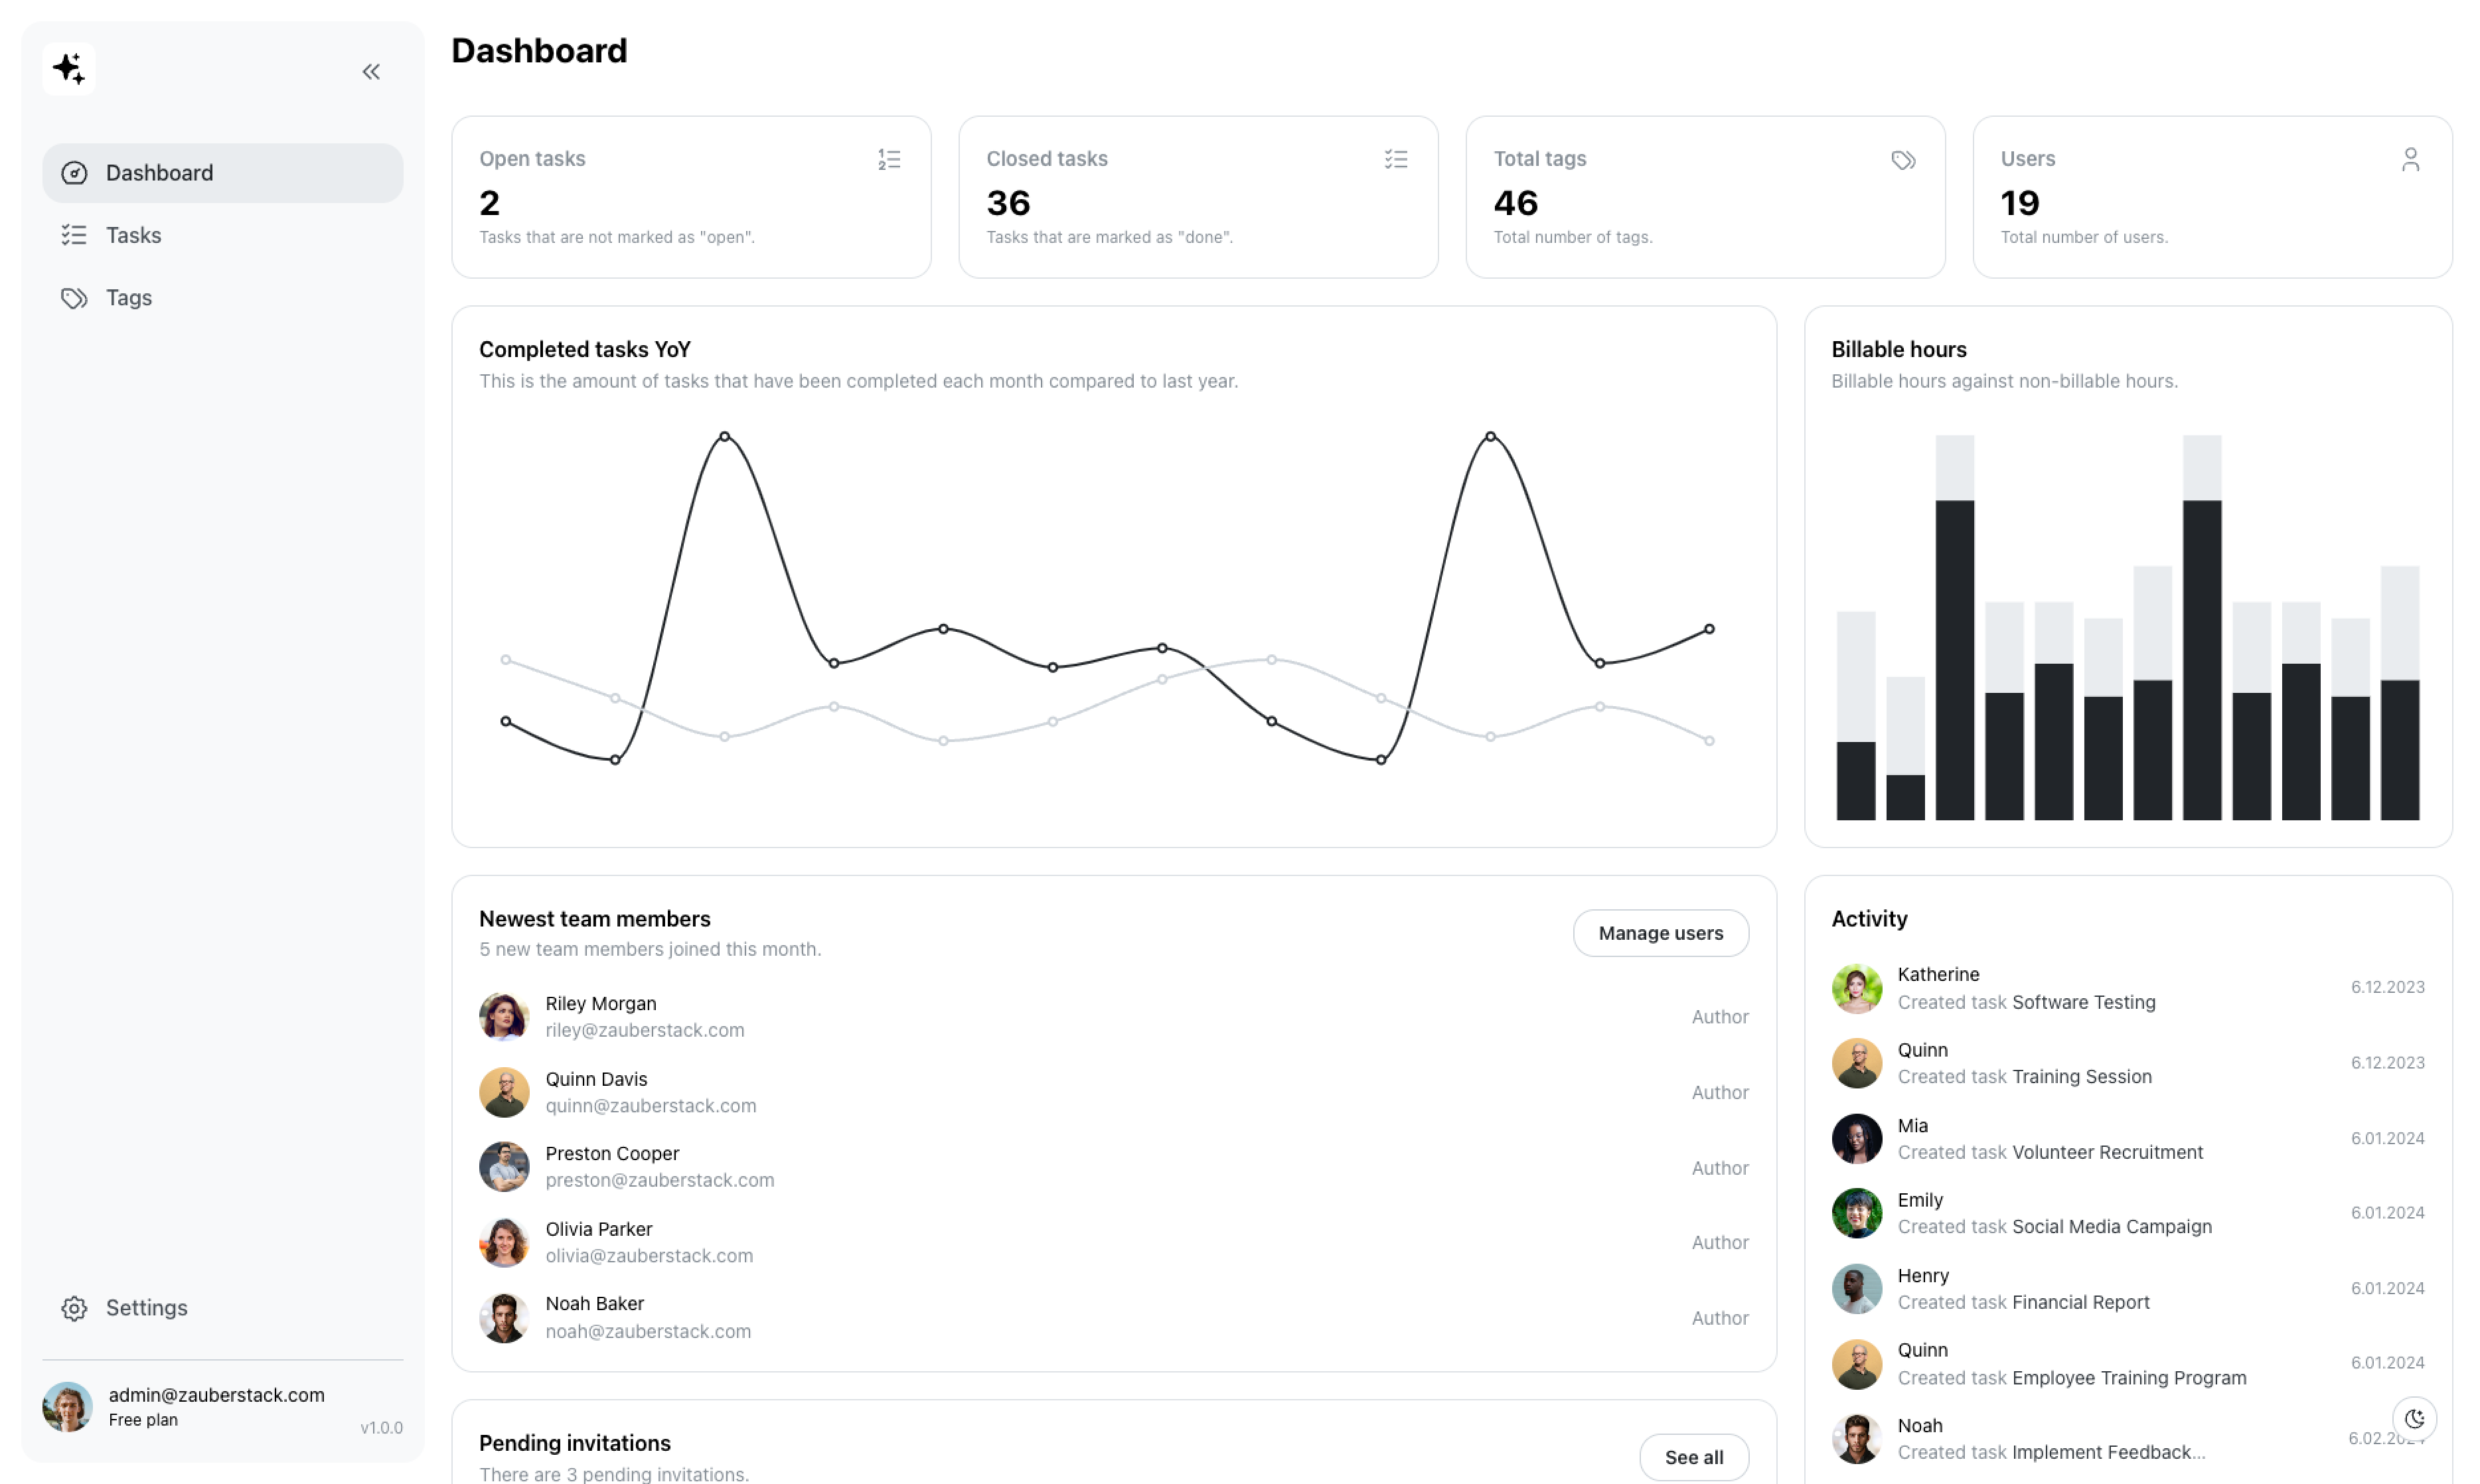 Dashboard
Dashboard
Tasks
Tags
Settings
admin@zauberstack.com
Free plan
v1.0.0
Open tasks
2
Tasks that are not marked as "open".
Closed tasks
36
Tasks that are marked as "done".
Total tags
46
Total number of tags.
Users
19
Total number of users.
Completed tasks YoY
This is the amount of tasks that have been completed each month compared to last year.
Billable hours
Billable hours against non-billable hours.
Newest team members
5 new team members joined this month.
Manage users
Riley Morgan
riley@zauberstack.com
Author
Quinn Davis
quinn@zauberstack.com
Author
Preston Cooper
preston@zauberstack.com
Author
Olivia Parker
olivia@zauberstack.com
Author
Noah Baker
noah@zauberstack.com
Author
Pending invitations
There are 3 pending invitations.
See all
Activity
Katherine
Created task Software Testing
6.12.2023
Quinn
Created task Training Session
6.12.2023
Mia
Created task Volunteer Recruitment
6.01.2024
Emily
Created task Social Media Campaign
6.01.2024
Henry
Created task Financial Report
6.01.2024
Quinn
Created task Employee Training Program
6.01.2024
Noah
Created task Implement Feedback...